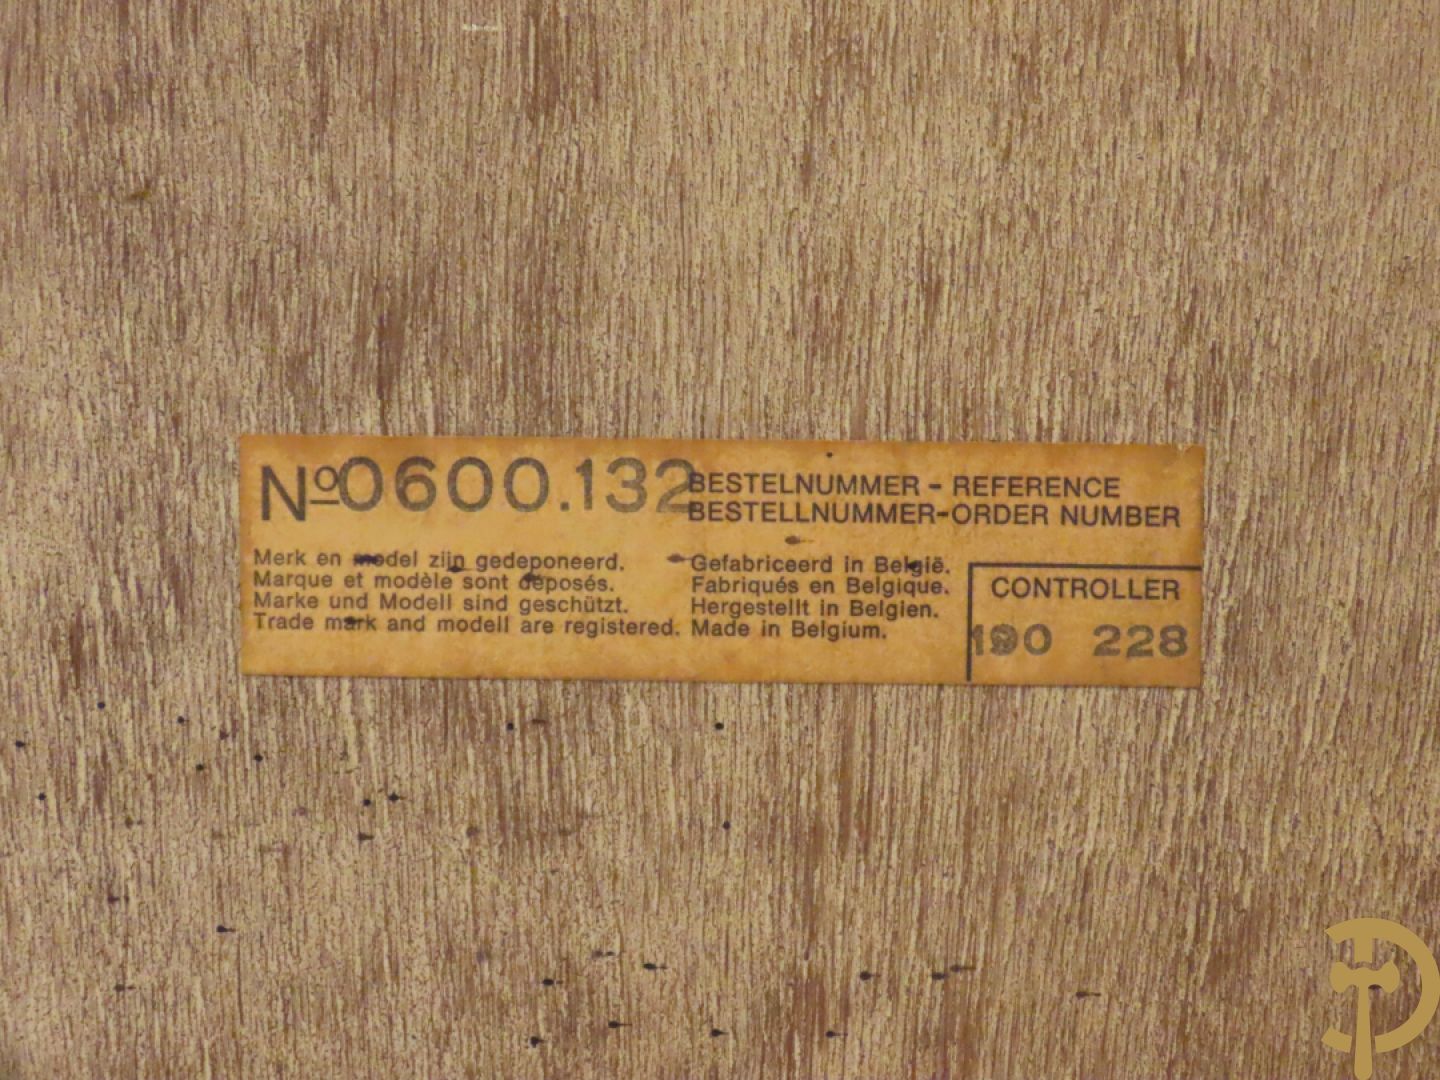 Nº0600.132
BESTELNUMMER - REFERENCE
BESTELLNUMMER-ORDER NUMBER
Merk en model zijn gedeponeerd.
Marque et modèle sont déposés.
Marke und Modell sind geschützt.
Trade mark and modell are registered.
Gefabriceerd in België.
Fabriqués en Belgique.
Hergestellt in Belgien.
Made in Belgium.
CONTROLLER
190 228